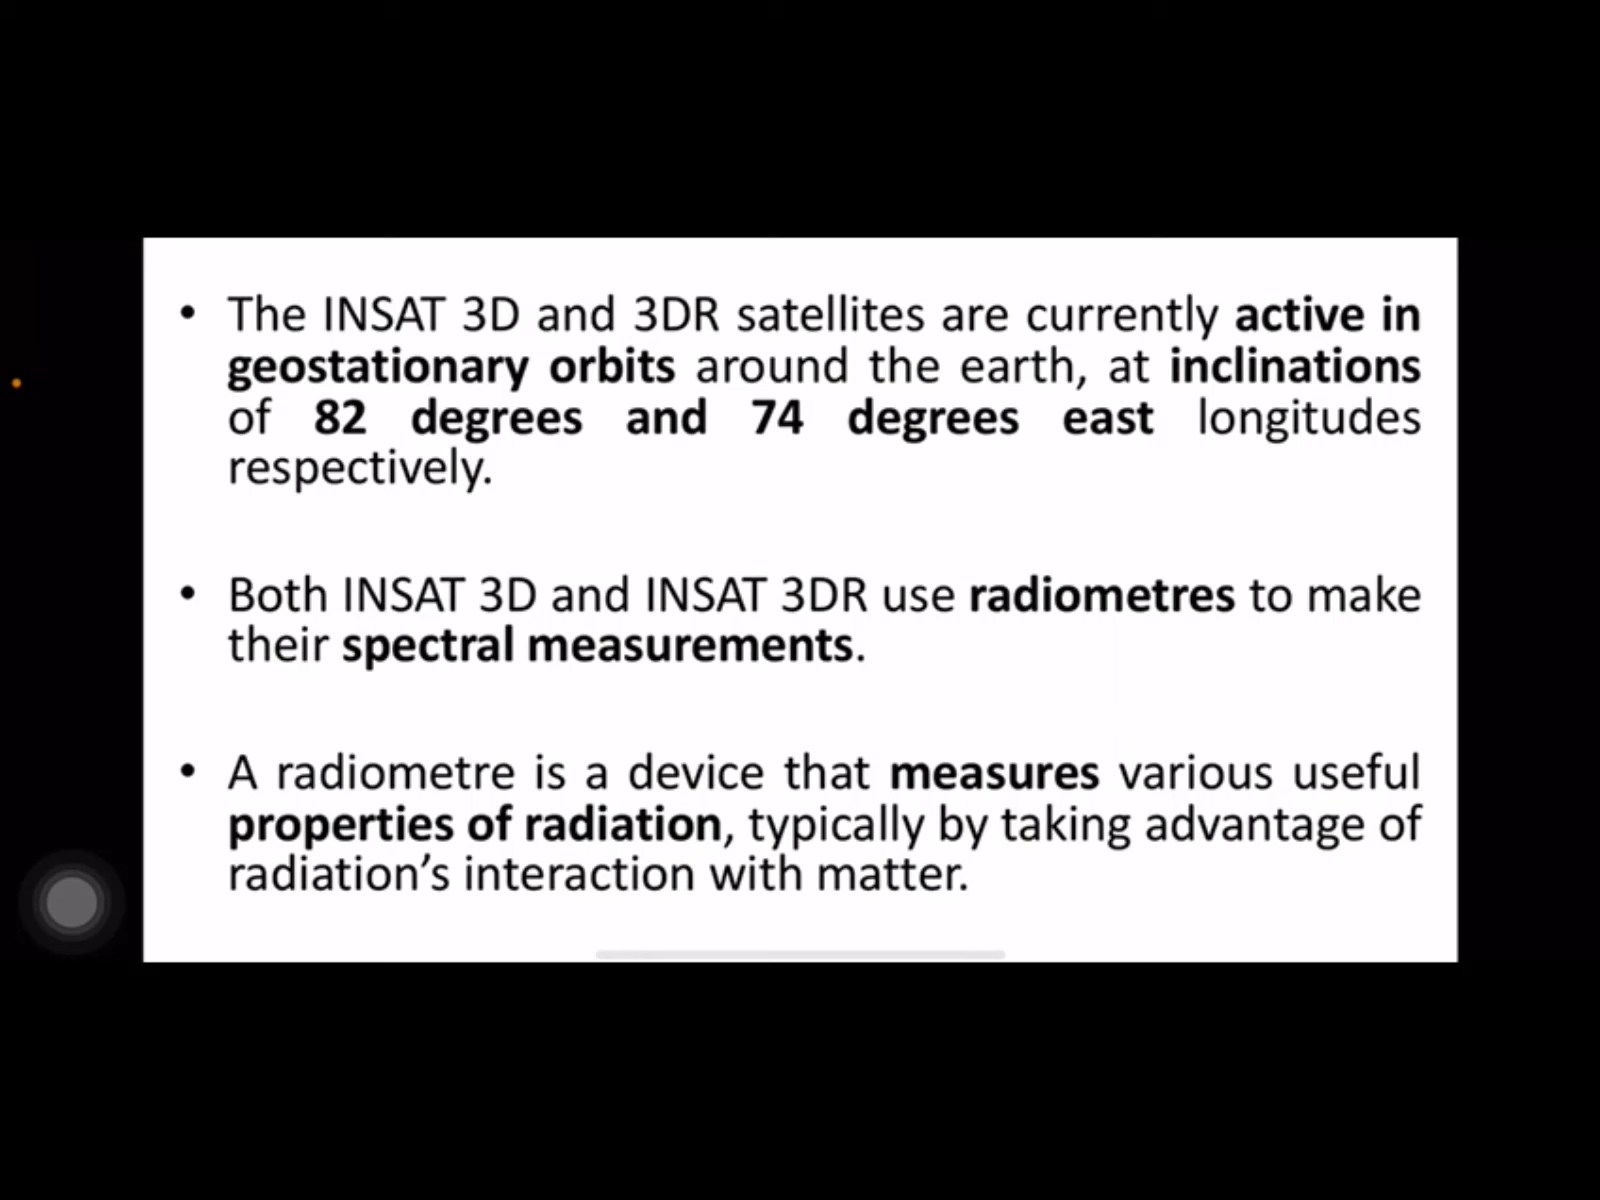 • The INSAT 3D and 3DR satellites are currently active in
geostationary orbits around the earth, at inclinations
of 82 degrees and 74 degrees east longitudes
respectively.
• Both INSAT 3D and INSAT 3DR use radiometres to make
their spectral measurements.
• A radiometre is a device that measures various useful
properties of radiation, typically by taking advantage of
radiation’s interaction with matter.